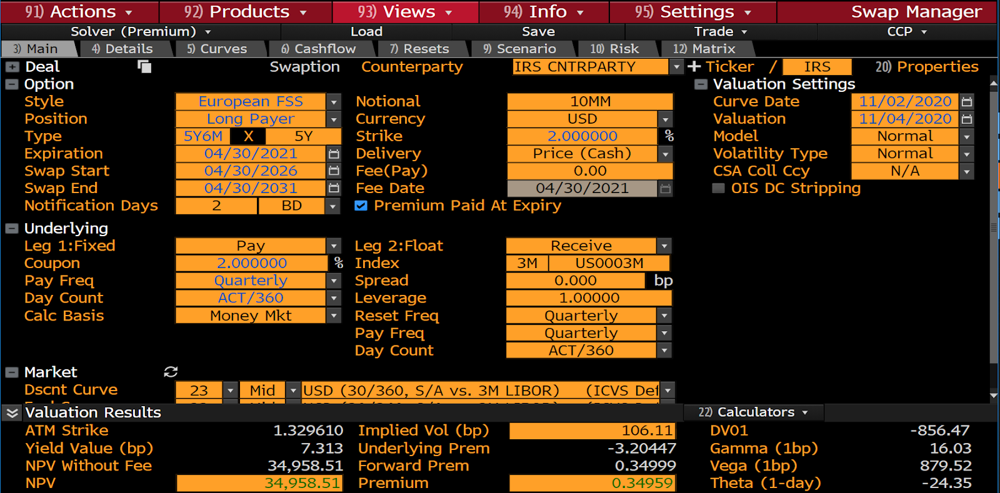 91) Actions 92) Products 93) Views 94) Info 95) Settings Swap Manager
Solver (Premium) Load Save Trade CCP
3) Main 4) Details 5) Curves 6) Cashflow 7) Resets 9) Scenario 10) Risk 12) Matrix
Deal Swaption Counterparty IRS CNTRPARTY Ticker / IRS 20) Properties
Option Valuation Settings
Style European FSS Notional 10MM Curve Date 11/02/2020
Position Long Payer Currency USD Valuation 11/04/2020
Type 5Y6M X 5Y Strike 2.000000 % Model Normal
Expiration 04/30/2021 Delivery Price (Cash) Volatility Type Normal
Swap Start 04/30/2026 Fee(Pay) 0.00 CSA Coll Ccy N/A
Swap End 04/30/2031 Fee Date 04/30/2021 OIS DC Stripping
Notification Days 2 BD Premium Paid At Expiry
Underlying
Leg 1:Fixed Pay Leg 2:Float Receive
Coupon 2.000000 % Index 3M US0003M
Pay Freq Quarterly Spread 0.000 bp
Day Count ACT/360 Leverage 1.00000
Calc Basis Money Mkt Reset Freq Quarterly
Pay Freq Quarterly
Day Count ACT/360
Market
Dscnt Curve 23 Mid USD (30/360, S/A vs. 3M LIBOR) (ICVS Def
Valuation Results 22) Calculators
ATM Strike 1.329610 Implied Vol (bp) 106.11 DV01 -856.47
Yield Value (bp) 7.313 Underlying Prem -3.20447 Gamma (1bp) 16.03
NPV Without Fee 34,958.51 Forward Prem 0.34999 Vega (1bp) 879.52
NPV 34,958.51 Premium 0.34959 Theta (1-day) -24.35